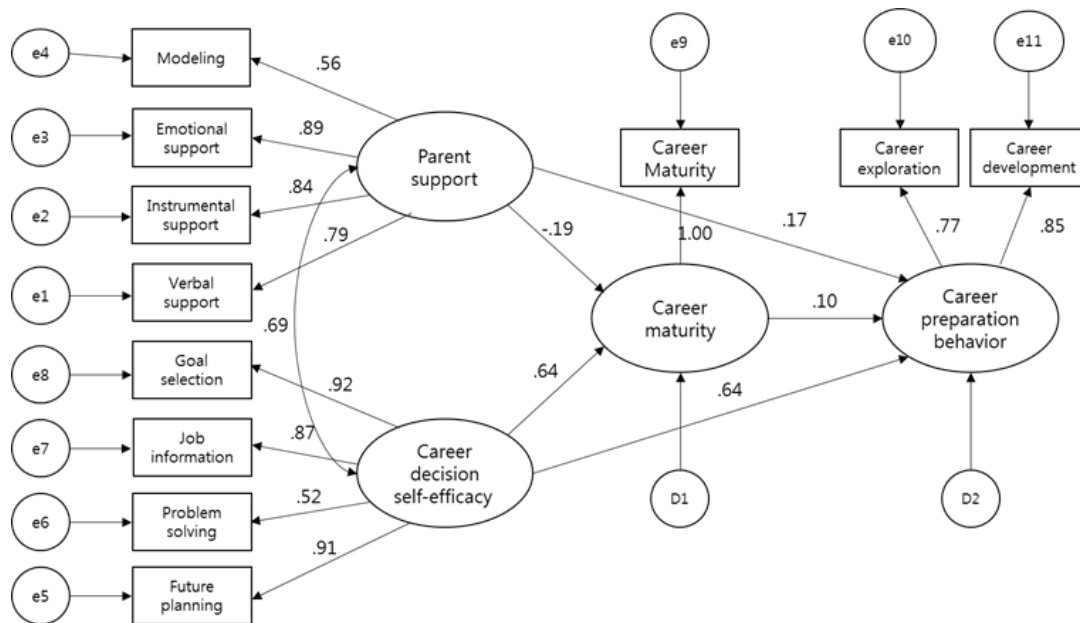 e4
Modeling
.56
e3
Emotional
support
.89
e2
Instrumental
support
.84
e1
Verbal
support
.79
Parent
support
.69
e8
Goal
selection
.92
e7
Job
information
.87
e6
Problem
solving
.52
e5
Future
planning
.91
Career
decision
self-efficacy
-.19
.64
.17
.64
e9
Career
Maturity
1.00
Career
maturity
.10
D1
e10
Career
exploration
.77
e11
Career
development
.85
Career
preparation
behavior
D2